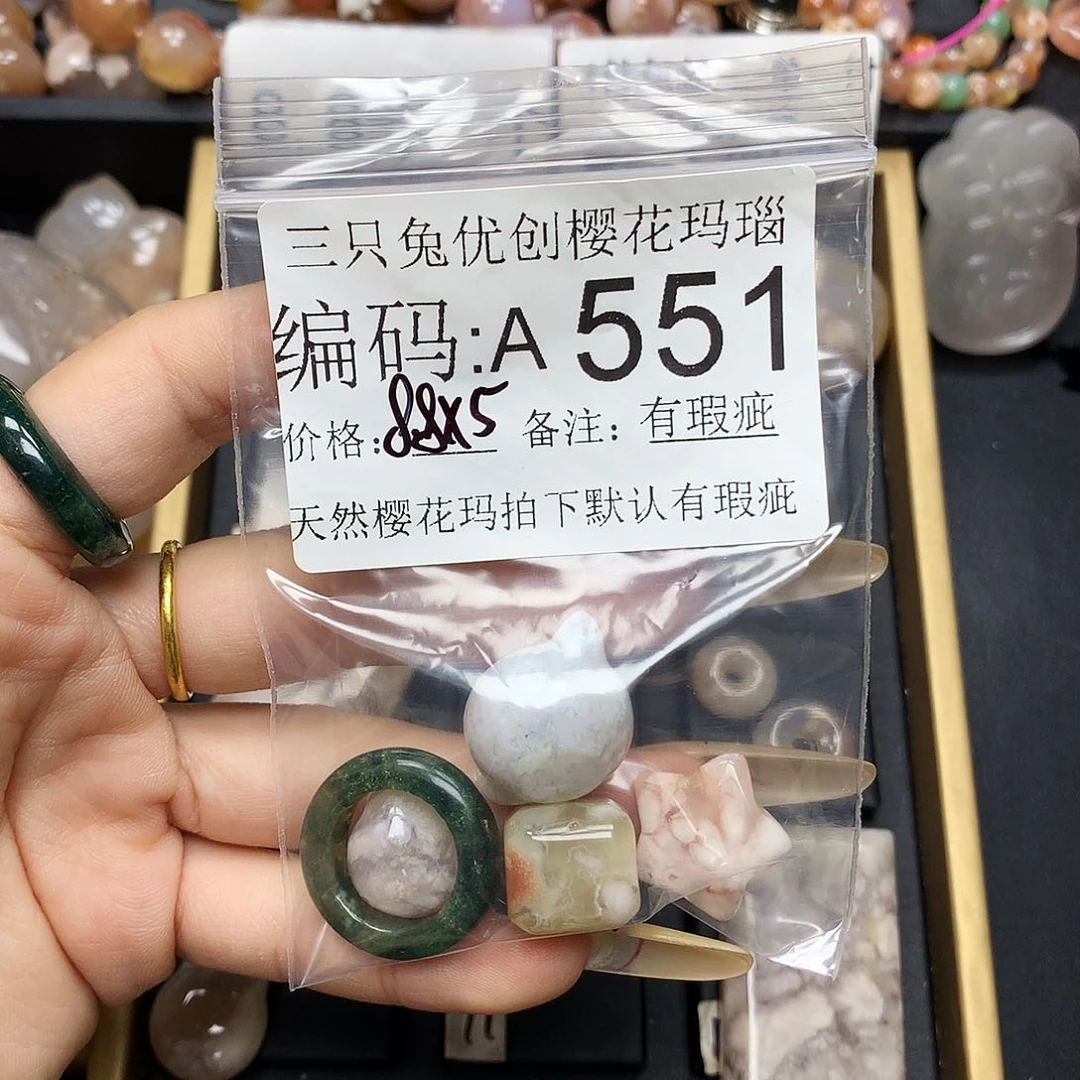 三只兔优创樱花玛瑙
编码:A 551
价格:88X5 备注: 有瑕疵
天然樱花玛拍下默认有瑕疵